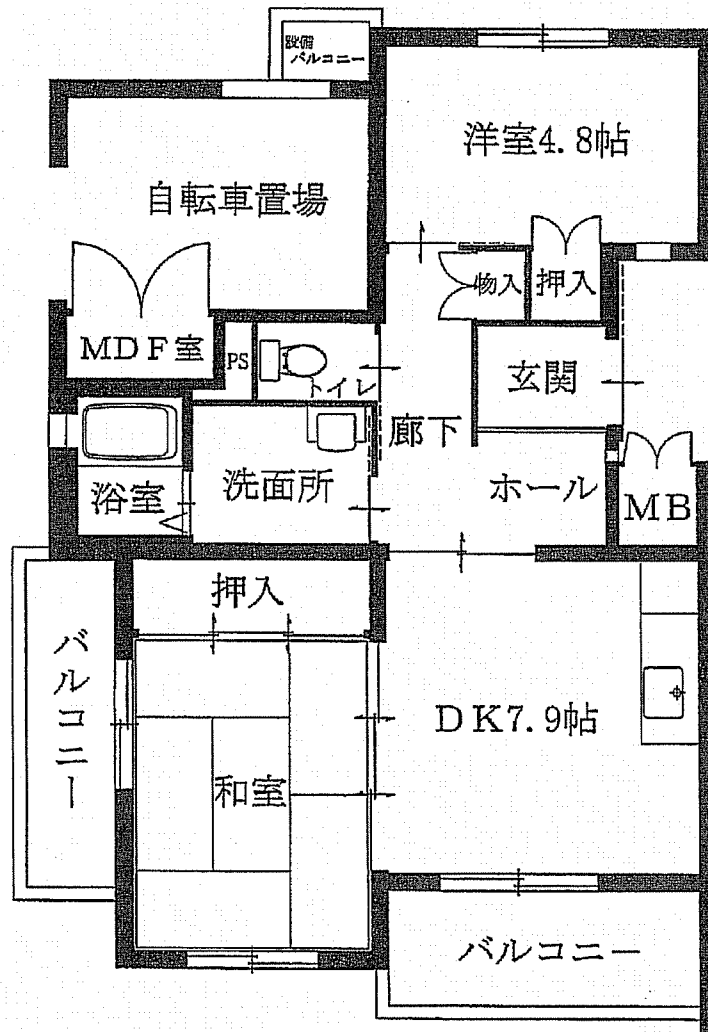 設備
バルコニー
洋室4.8帖
自転車置場
物入
押入
MDF室
PS
トイレ
玄関
廊下
浴室
洗面所
ホール
MB
押入
バルコニー
DK7.9帖
和室
バルコニー